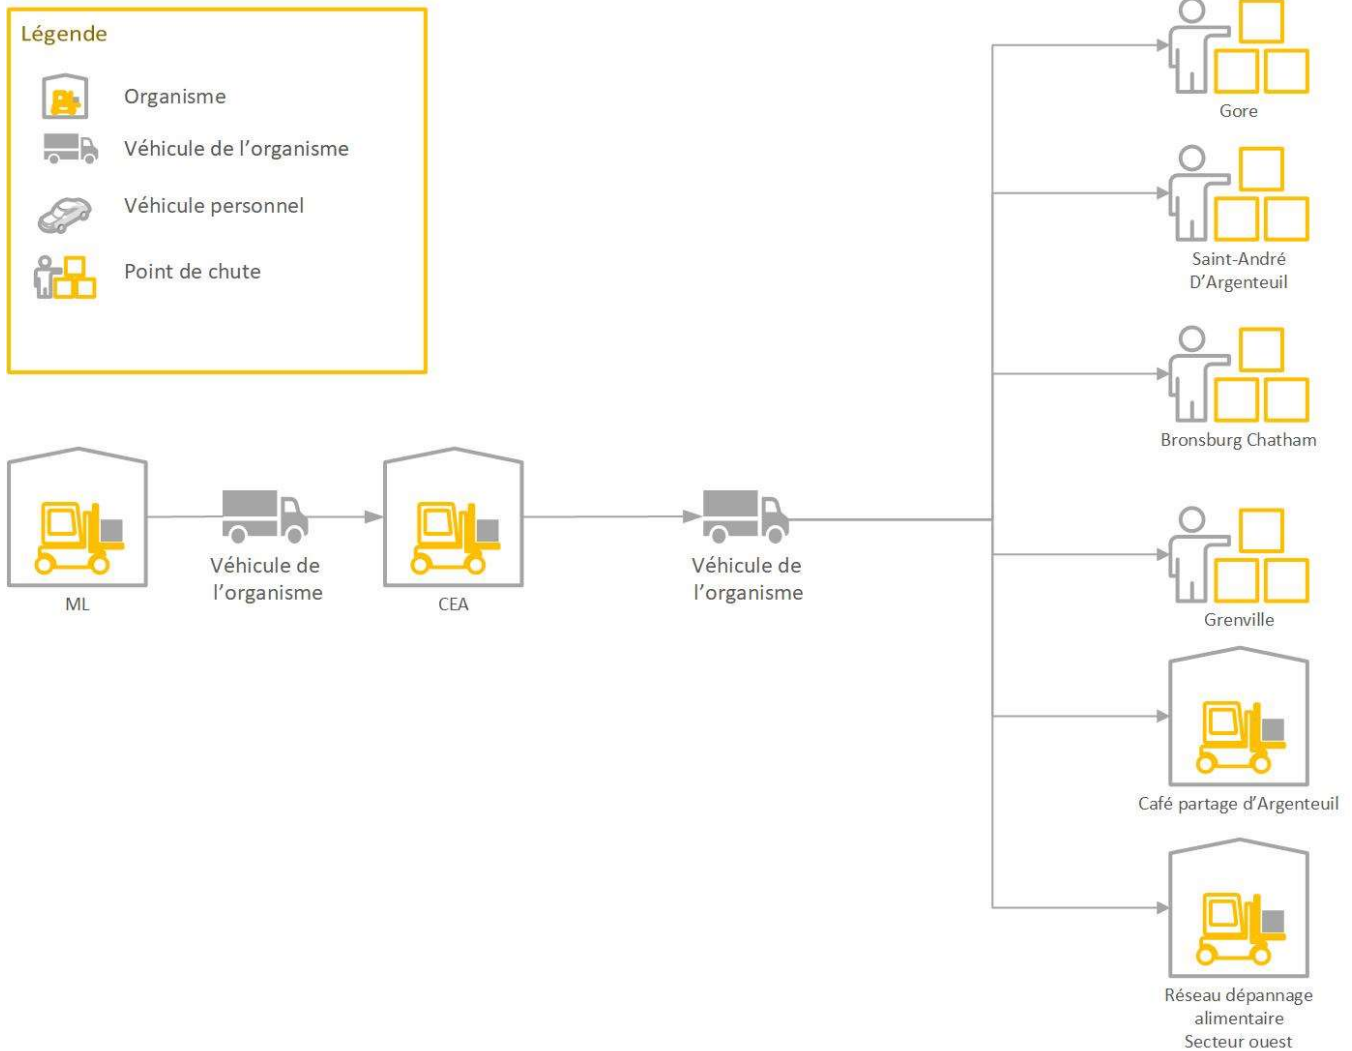 Légende
Organisme
Véhicule de l’organisme
Véhicule personnel
Point de chute
Gore
Saint-André
D’Argenteuil
Bronsburg Chatham
ML
Véhicule de
l’organisme
CEA
Véhicule de
l’organisme
Grenville
Café partage d’Argenteuil
Réseau dépannage
alimentaire
Secteur ouest